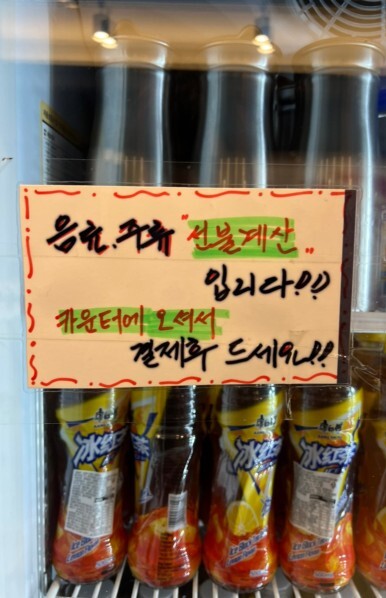 음료.주류 "선불계산"
입니다!!!
카운터에 오셔서
결제후 드세요!!
冰红茶
冰红茶
冰红茶